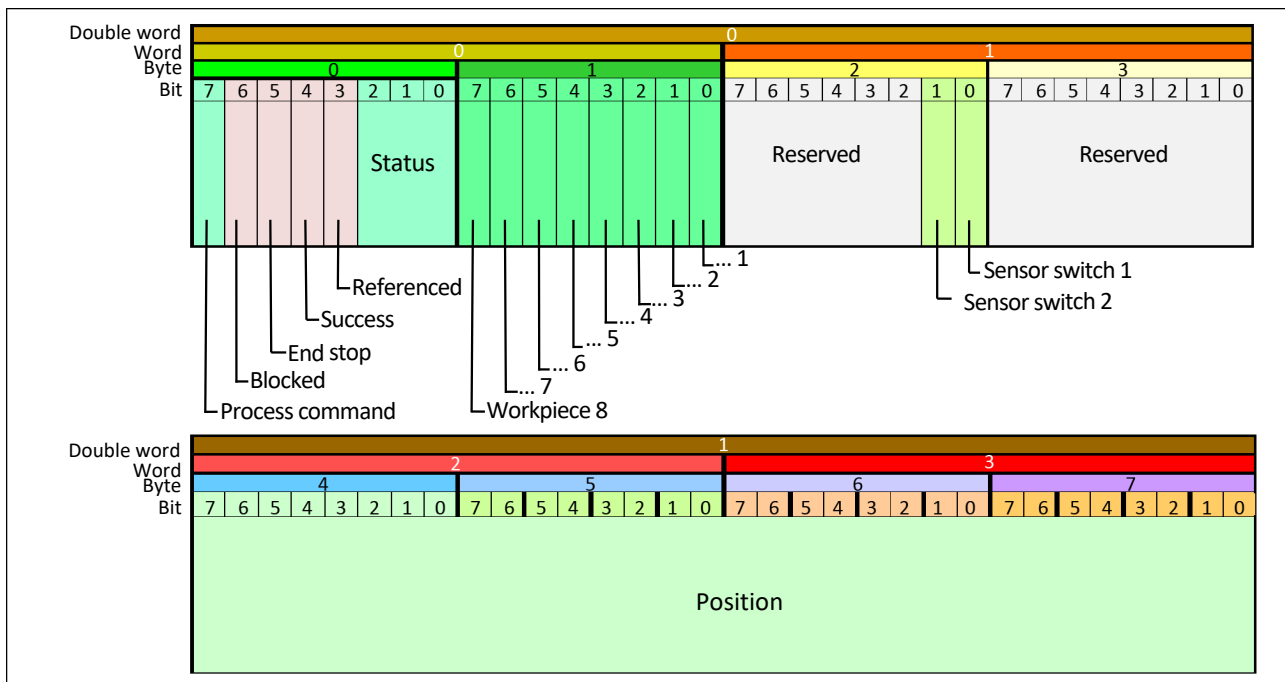 Double word 0
Word 0 1
Byte 0 1 2 3
Bit 7 6 5 4 3 2 1 0 7 6 5 4 3 2 1 0 7 6 5 4 3 2 1 0 7 6 5 4 3 2 1 0
Status Reserved Reserved
... 1
Sensor switch 1
... 2
Referenced
... 3
Sensor switch 2
Success
... 4
... 5
End stop
... 6
Blocked
... 7
Process command
Workpiece 8
Double word 1
Word 2 3
Byte 4 5 6 7
Bit 7 6 5 4 3 2 1 0 7 6 5 4 3 2 1 0 7 6 5 4 3 2 1 0 7 6 5 4 3 2 1 0
Position